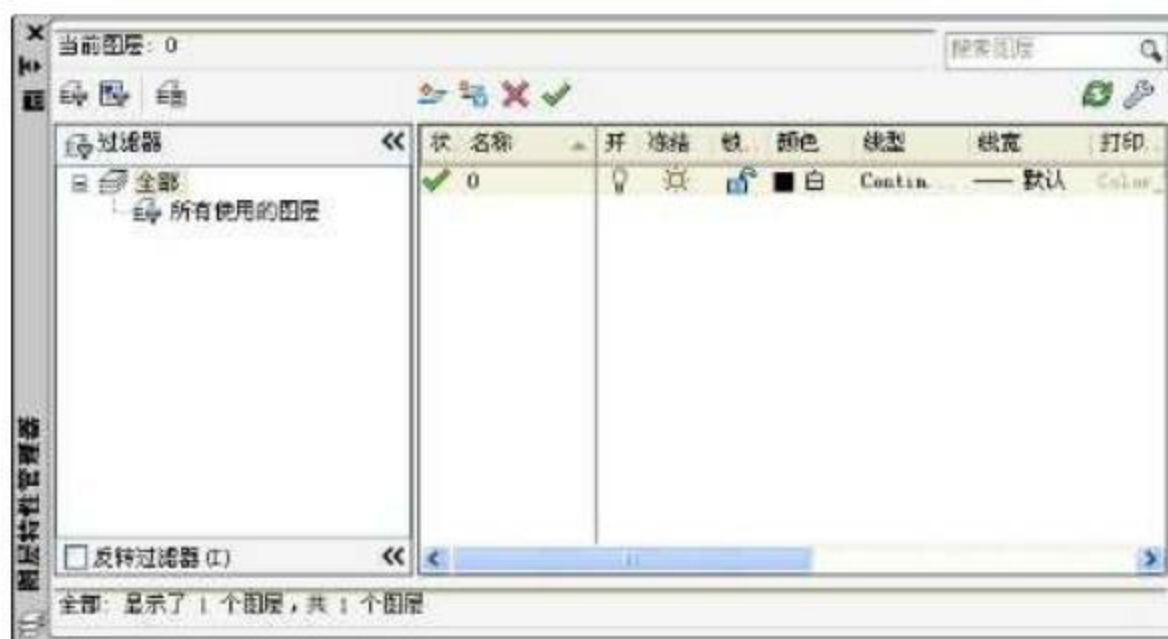 当前图层: 0
搜索图层
过滤器
状 名称 开 冻结 锁.. 颜色 线型 线宽 打印..
全部
0 白 Contin... 默认 Color_
所有使用的图层
反转过滤器(I)
全部: 显示了 1 个图层，共 1 个图层
图层特性管理器